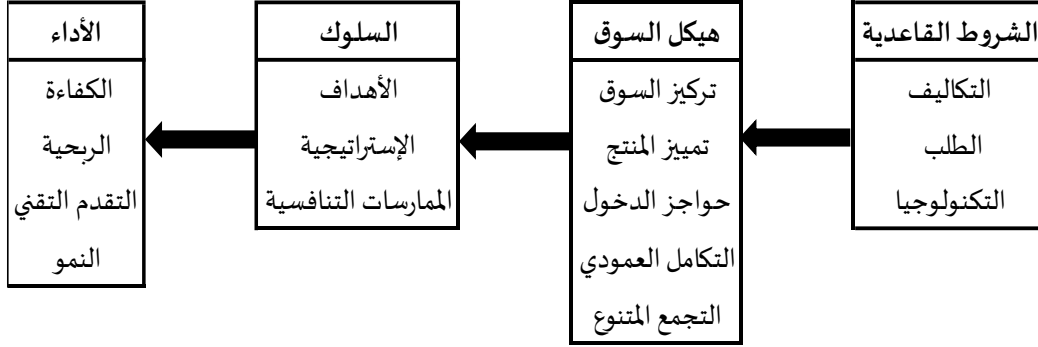 الشروط القاعدية
التكاليف
الطلب
التكنولوجيا
هيكل السوق
تركيز السوق
تمييز المنتج
حواجز الدخول
التكامل العمودي
التجمع المتنوع
السلوك
الأهداف
الإستراتيجية
الممارسات التنافسية
الأداء
الكفاءة
الربحية
التقدم التقني
النمو